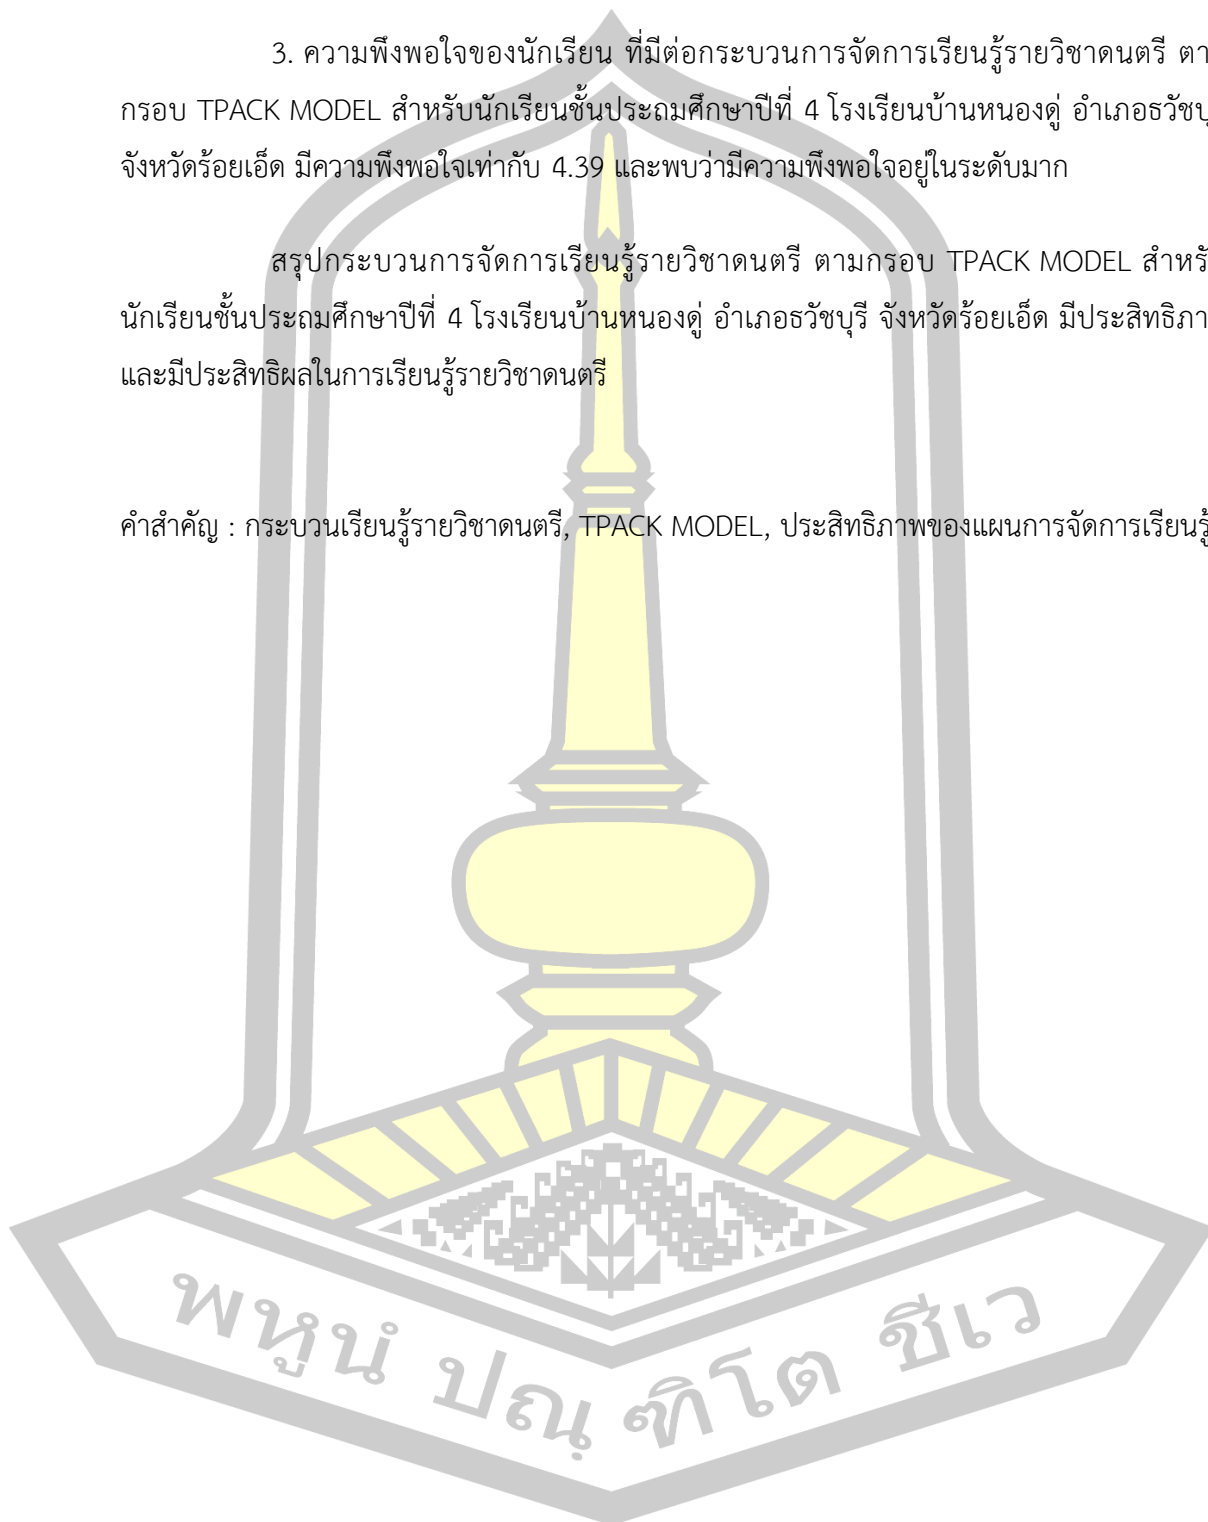 3. ความพึงพอใจของนักเรียน ที่มีต่อกระบวนการจัดการเรียนรู้รายวิชาดนตรี ตา
กรอบ TPACK MODEL สำหรับนักเรียนชั้นประถมศึกษาปีที่ 4 โรงเรียนบ้านหนองดู่ อำเภอธวัชบุ
จังหวัดร้อยเอ็ด มีความพึงพอใจเท่ากับ 4.39 และพบว่ามีความพึงพอใจอยู่ในระดับมาก
สรุปกระบวนการจัดการเรียนรู้รายวิชาดนตรี ตามกรอบ TPACK MODEL สำหรั
นักเรียนชั้นประถมศึกษาปีที่ 4 โรงเรียนบ้านหนองดู่ อำเภอธวัชบุรี จังหวัดร้อยเอ็ด มีประสิทธิภา
และมีประสิทธิผลในการเรียนรู้รายวิชาดนตรี
คำสำคัญ : กระบวนเรียนรู้รายวิชาดนตรี, TPACK MODEL, ประสิทธิภาพของแผนการจัดการเรียนรู้
พหูนํ ปณฺ ฑิโต ชีเว